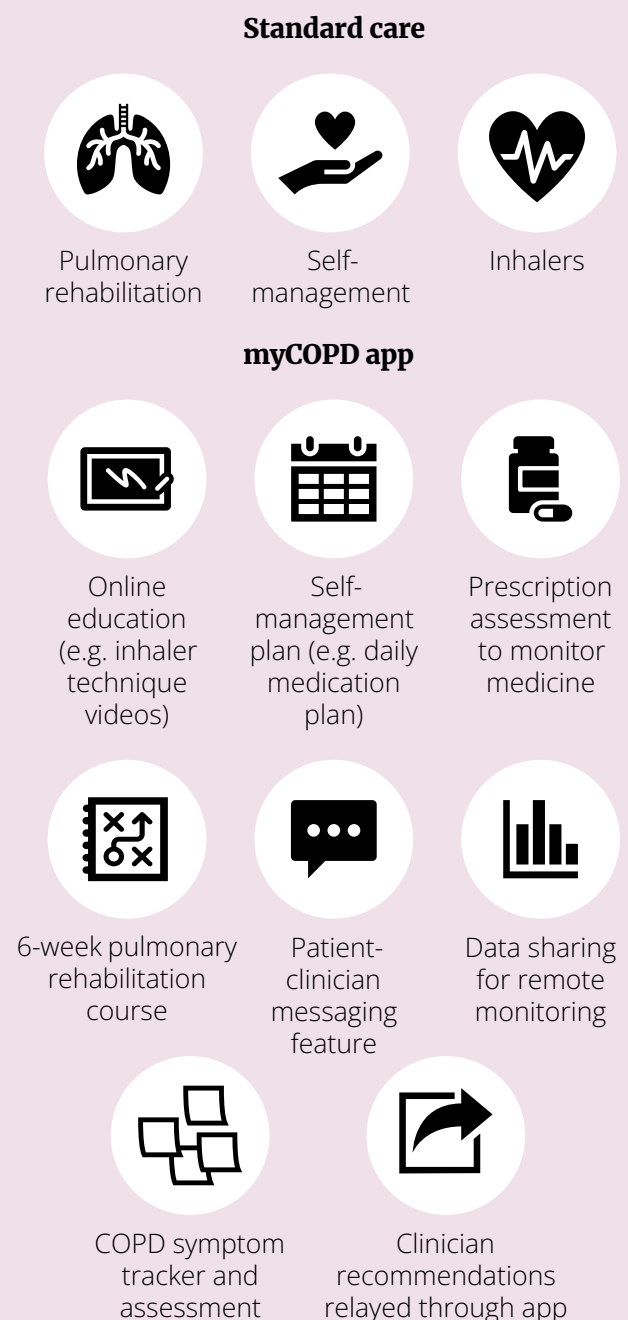 Standard care
Pulmonary
rehabilitation
Self-
management
Inhalers
myCOPD app
Online
education
(e.g. inhaler
technique
videos)
Self-
management
plan (e.g. daily
medication
plan)
Prescription
assessment
to monitor
medicine
6-week pulmonary
rehabilitation
course
Patient-
clinician
messaging
feature
Data sharing
for remote
monitoring
COPD symptom
tracker and
assessment
Clinician
recommendations
relayed through app